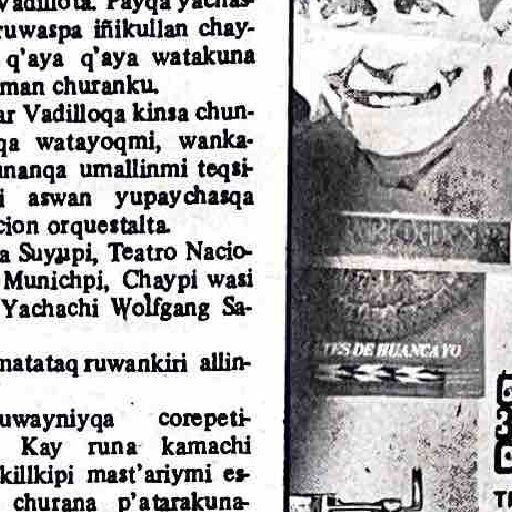 Vadillota. Payqa yachas-
ruwaspa iñikullan chay-
q'aya q'aya watakuna
man churanku.
ar Vadilloqa kinsa chun-
qa watayoqmi, wanka-
unanqa umallinmi teqsi-
i aswan yupaychasqa
cion orquestalta.
a Suyupi, Teatro Nacio-
Munichpi, Chaypi wasi
Yachachi Wolfgang Sa-
natataq ruwankiri allin-
uwayniyqa corepeti-
Kay runa kamachi
killkipi mast'ariymi es-
churana p'atarakuna-
TES DE HUANCAYO